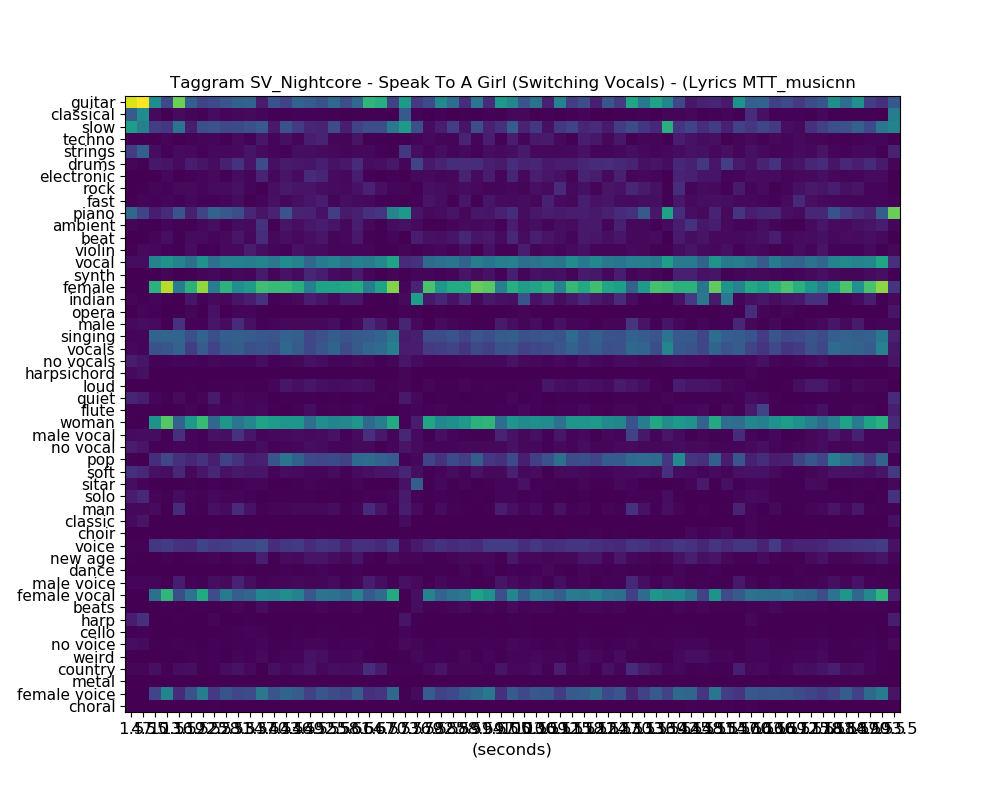 Taggram SV_Nightcore - Speak To A Girl (Switching Vocals) - (Lyrics MTT_musicnn
guitar
classical
slow
techno
strings
drums
electronic
rock
fast
piano
ambient
beat
violin
vocal
synth
female
indian
opera
male
singing
vocals
no vocals
harpsichord
loud
quiet
flute
woman
male vocal
no vocal
pop
soft
sitar
solo
man
classic
choir
voice
new age
dance
male voice
female vocal
beats
harp
cello
no voice
weird
country
metal
female voice
choral
(seconds)